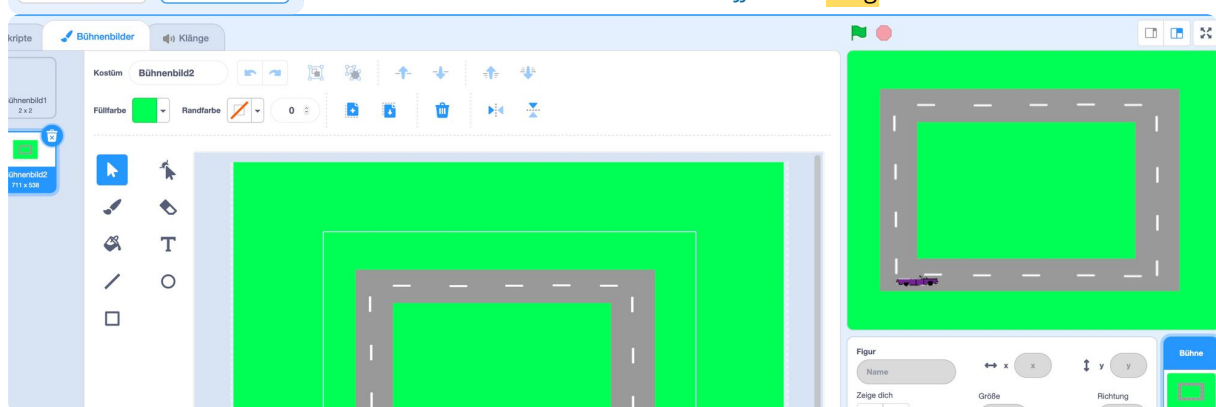 kripte Bühnenbilder Klänge
Kostüm Bühnenbild2
ühnenbild1
2 x 2
Füllfarbe Randfarbe 0
ühnenbild2
711 x 538
T
Figur
Name x x y y
Bühne
Zeige dich Größe Richtung